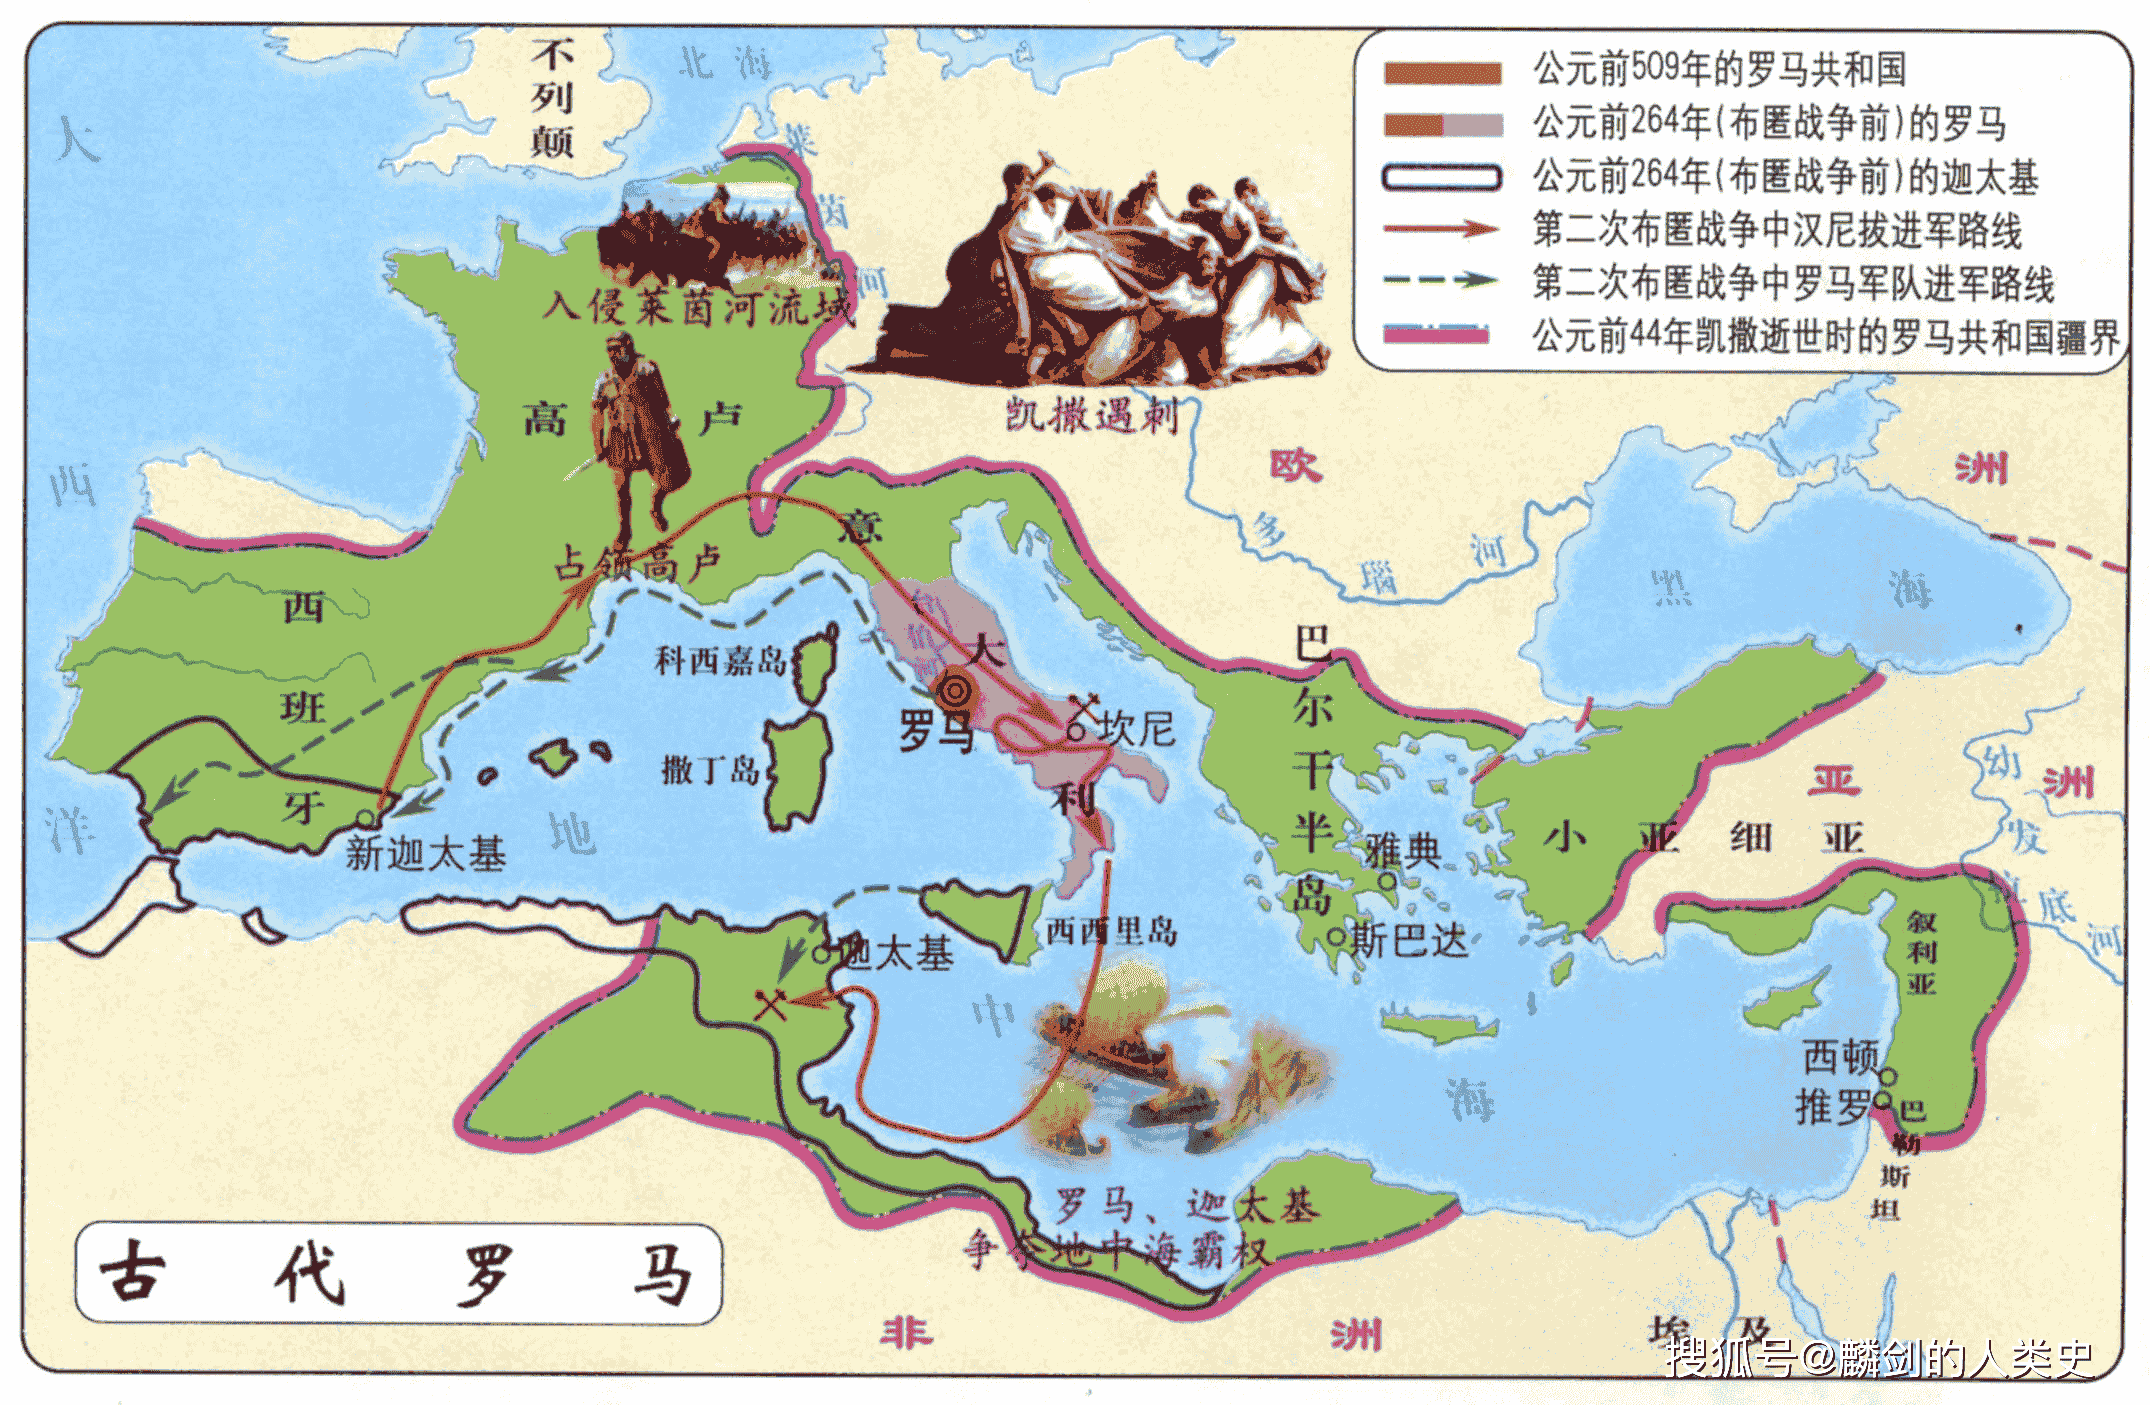 公元前509年的罗马共和国
公元前264年(布匿战争前)的罗马
公元前264年(布匿战争前)的迦太基
第二次布匿战争中汉尼拔进军路线
第二次布匿战争中罗马军队进军路线
公元前44年凯撒逝世时的罗马共和国疆界
不列颠
北海
大西洋
莱茵河
入侵莱茵河流域
高卢
占领高卢
凯撒遇刺
欧洲
多瑙河
黑海
意大利
西班牙
新迦太基
科西嘉岛
撒丁岛
罗马
坎尼
巴尔干半岛
雅典
斯巴达
小亚细亚
亚洲
幼发拉底河
叙利亚
西顿
推罗
巴勒斯坦
西西里岛
迦太基
地中海
罗马、迦太基
争夺地中海霸权
非洲
埃及
古代罗马
搜狐号@麟剑的人类史